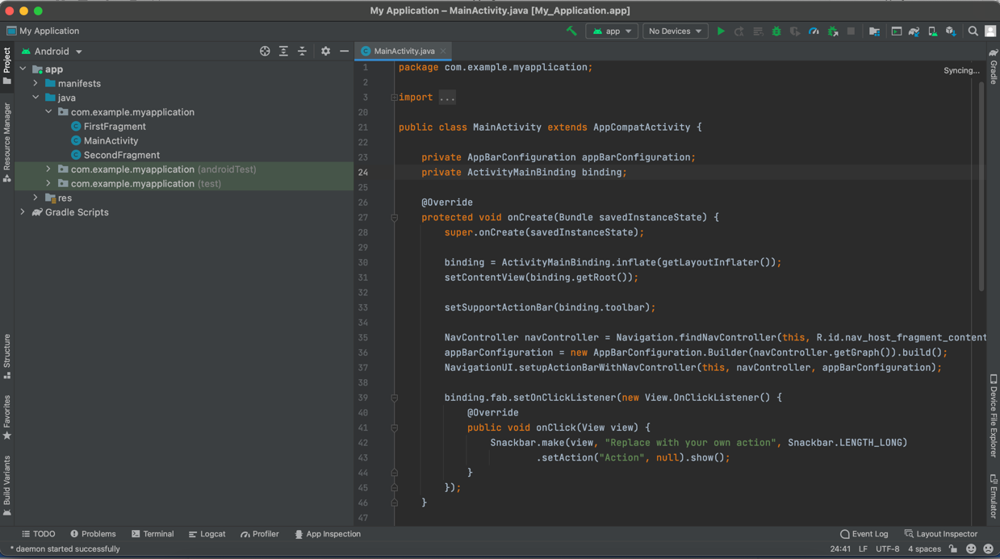 My Application – MainActivity.java [My_Application.app]
My Application
app
No Devices
Project
Resource Manager
Structure
Favorites
Build Variants
Android
app
manifests
java
com.example.myapplication
FirstFragment
MainActivity
SecondFragment
com.example.myapplication (androidTest)
com.example.myapplication (test)
res
Gradle Scripts
MainActivity.java
Syncing...
1 package com.example.myapplication;
2
3 import ...
20
21 public class MainActivity extends AppCompatActivity {
22
23 private AppBarConfiguration appBarConfiguration;
24 private ActivityMainBinding binding;
25
26 @Override
27 protected void onCreate(Bundle savedInstanceState) {
28 super.onCreate(savedInstanceState);
29
30 binding = ActivityMainBinding.inflate(getLayoutInflater());
31 setContentView(binding.getRoot());
32
33 setSupportActionBar(binding.toolbar);
34
35 NavController navController = Navigation.findNavController(this, R.id.nav_host_fragment_content
36 appBarConfiguration = new AppBarConfiguration.Builder(navController.getGraph()).build();
37 NavigationUI.setupActionBarWithNavController(this, navController, appBarConfiguration);
38
39 binding.fab.setOnClickListener(new View.OnClickListener() {
40 @Override
41 public void onClick(View view) {
42 Snackbar.make(view, "Replace with your own action", Snackbar.LENGTH_LONG)
43 .setAction("Action", null).show();
44 }
45 });
46 }
47
Gradle
Device File Explorer
Emulator
TODO
Problems
Terminal
Logcat
Profiler
App Inspection
Event Log
Layout Inspector
* daemon started successfully
24:41 LF UTF-8 4 spaces